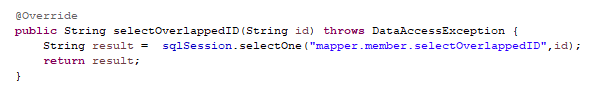 @Override
public String selectOverlappedID(String id) throws DataAccessException {
    String result =  sqlSession.selectOne("mapper.member.selectOverlappedID",id);
    return result;
}